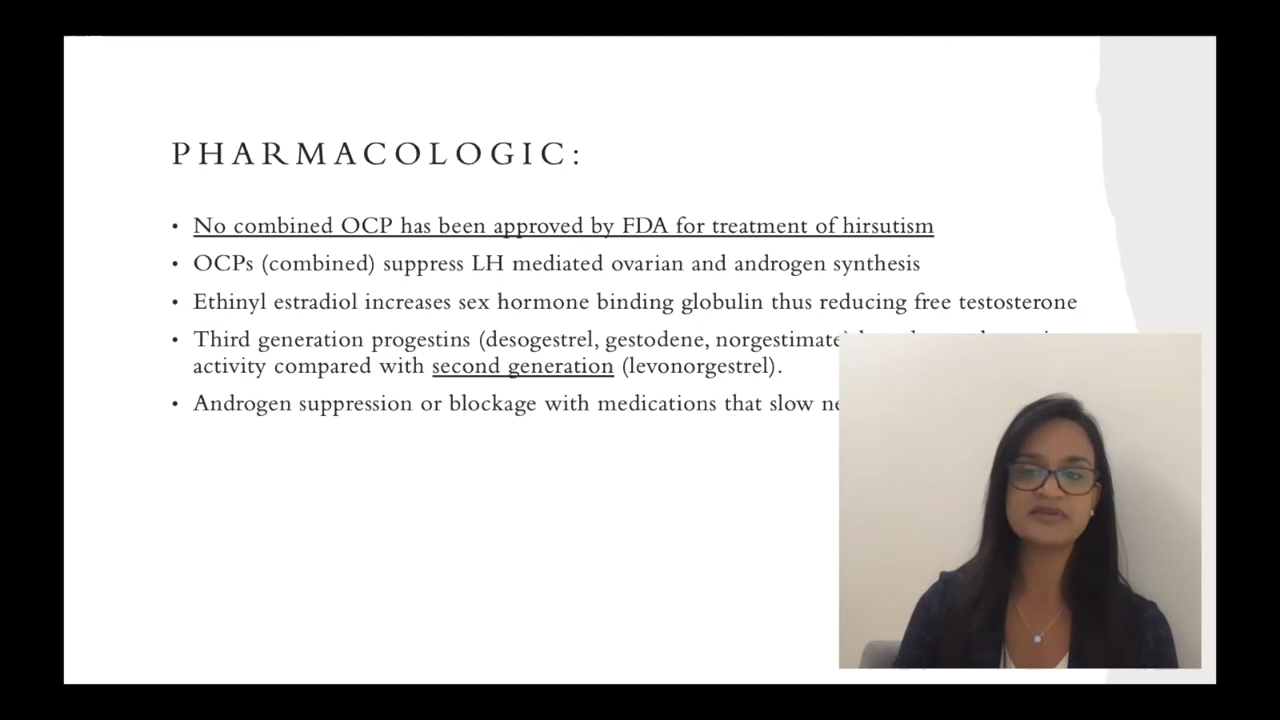 PHARMACOLOGIC:
• No combined OCP has been approved by FDA for treatment of hirsutism
• OCPs (combined) suppress LH mediated ovarian and androgen synthesis
• Ethinyl estradiol increases sex hormone binding globulin thus reducing free testosterone
• Third generation progestins (desogestrel, gestodene, norgestimate)
activity compared with second generation (levonorgestrel).
• Androgen suppression or blockage with medications that slow